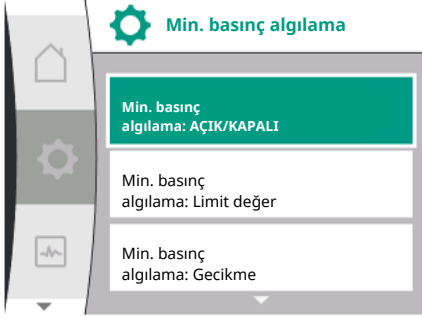 Min. basınç algılama
Min. basınç
algılama: AÇIK/KAPALI
Min. basınç
algılama: Limit değer
Min. basınç
algılama: Gecikme